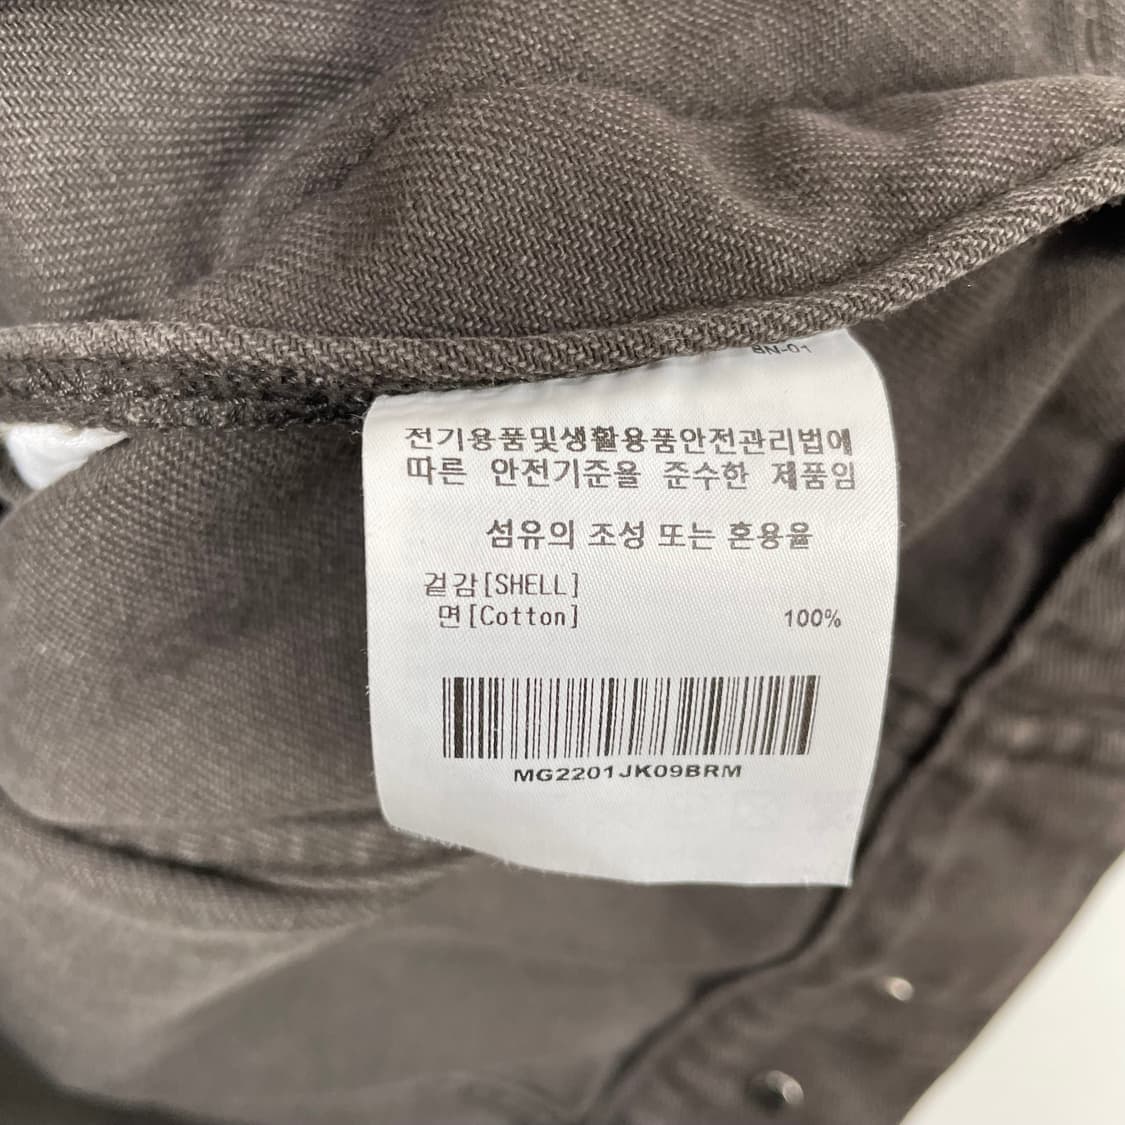 전기용품및생활용품안전관리법에
따른 안전기준을 준수한 제품임
섬유의 조성 또는 혼용율
겉감[SHELL]
면[Cotton] 100%
MG2201JK09BRM